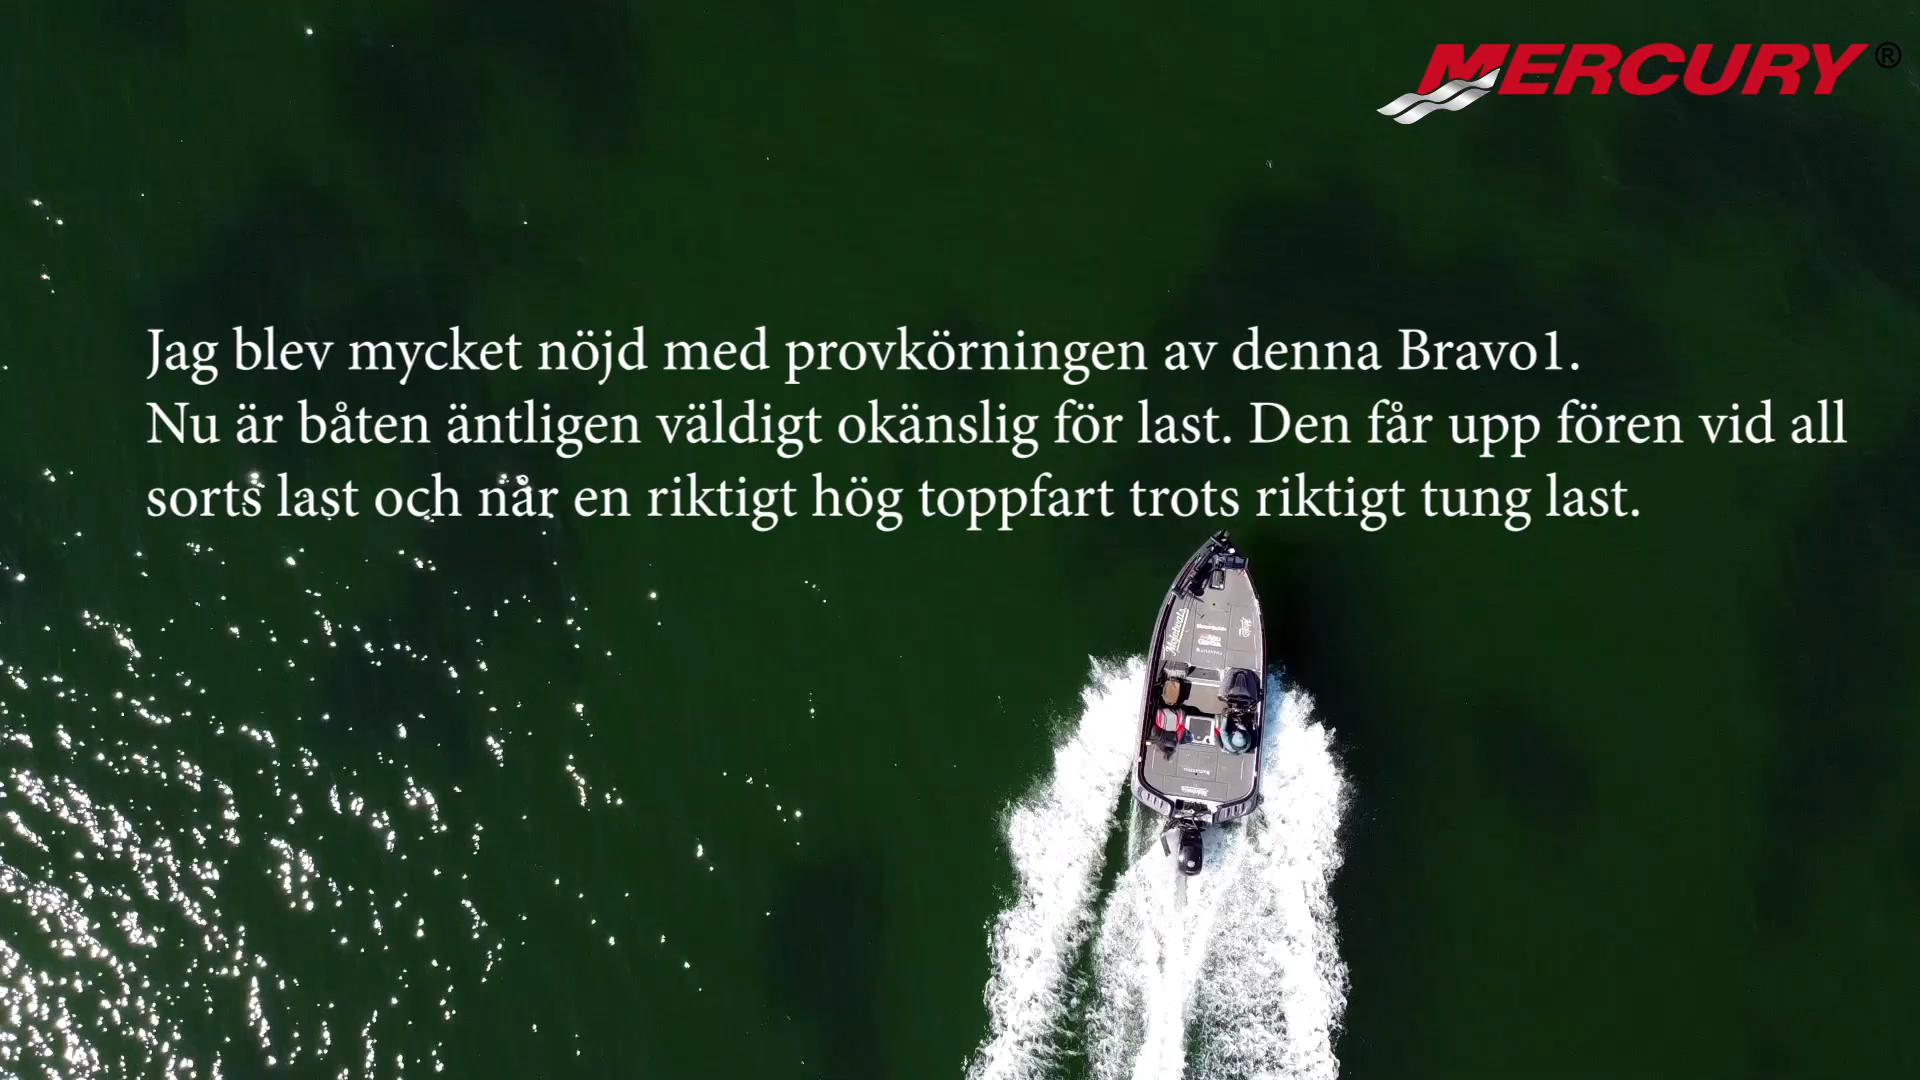 MERCURY®
Jag blev mycket nöjd med provkörningen av denna Bravo1.
Nu är båten äntligen väldigt okänslig för last. Den får upp fören vid all
sorts last och når en riktigt hög toppfart trots riktigt tung last.